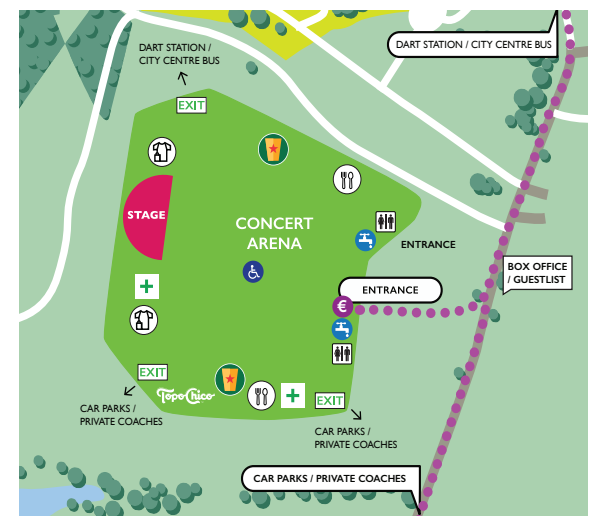 DART STATION /
CITY CENTRE BUS
DART STATION / CITY CENTRE BUS
EXIT
STAGE
CONCERT
ARENA
ENTRANCE
BOX OFFICE
/ GUESTLIST
ENTRANCE
€
EXIT
Topo Chico
EXIT
CAR PARKS /
PRIVATE COACHES
CAR PARKS /
PRIVATE COACHES
CAR PARKS / PRIVATE COACHES